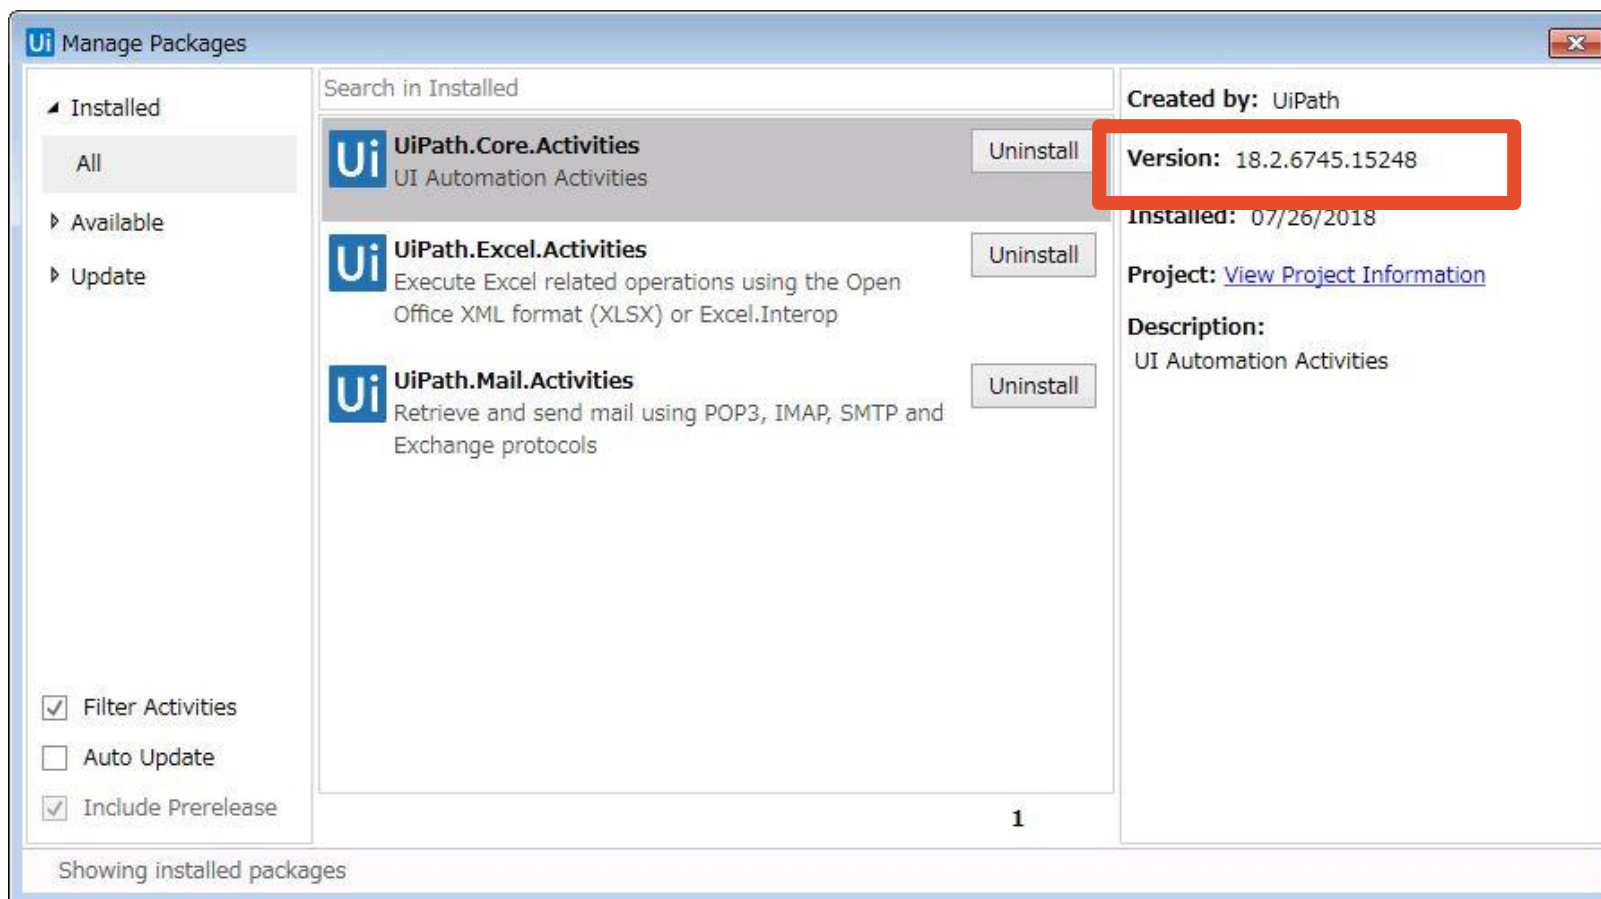 Ui Manage Packages
Installed
All
Available
Update
Filter Activities
Auto Update
Include Prerelease
Search in Installed
Ui UiPath.Core.Activities
UI Automation Activities
Uninstall
Ui UiPath.Excel.Activities
Execute Excel related operations using the Open
Office XML format (XLSX) or Excel.Interop
Uninstall
Ui UiPath.Mail.Activities
Retrieve and send mail using POP3, IMAP, SMTP and
Exchange protocols
Uninstall
1
Created by: UiPath
Version: 18.2.6745.15248
Installed: 07/26/2018
Project: View Project Information
Description:
UI Automation Activities
Showing installed packages